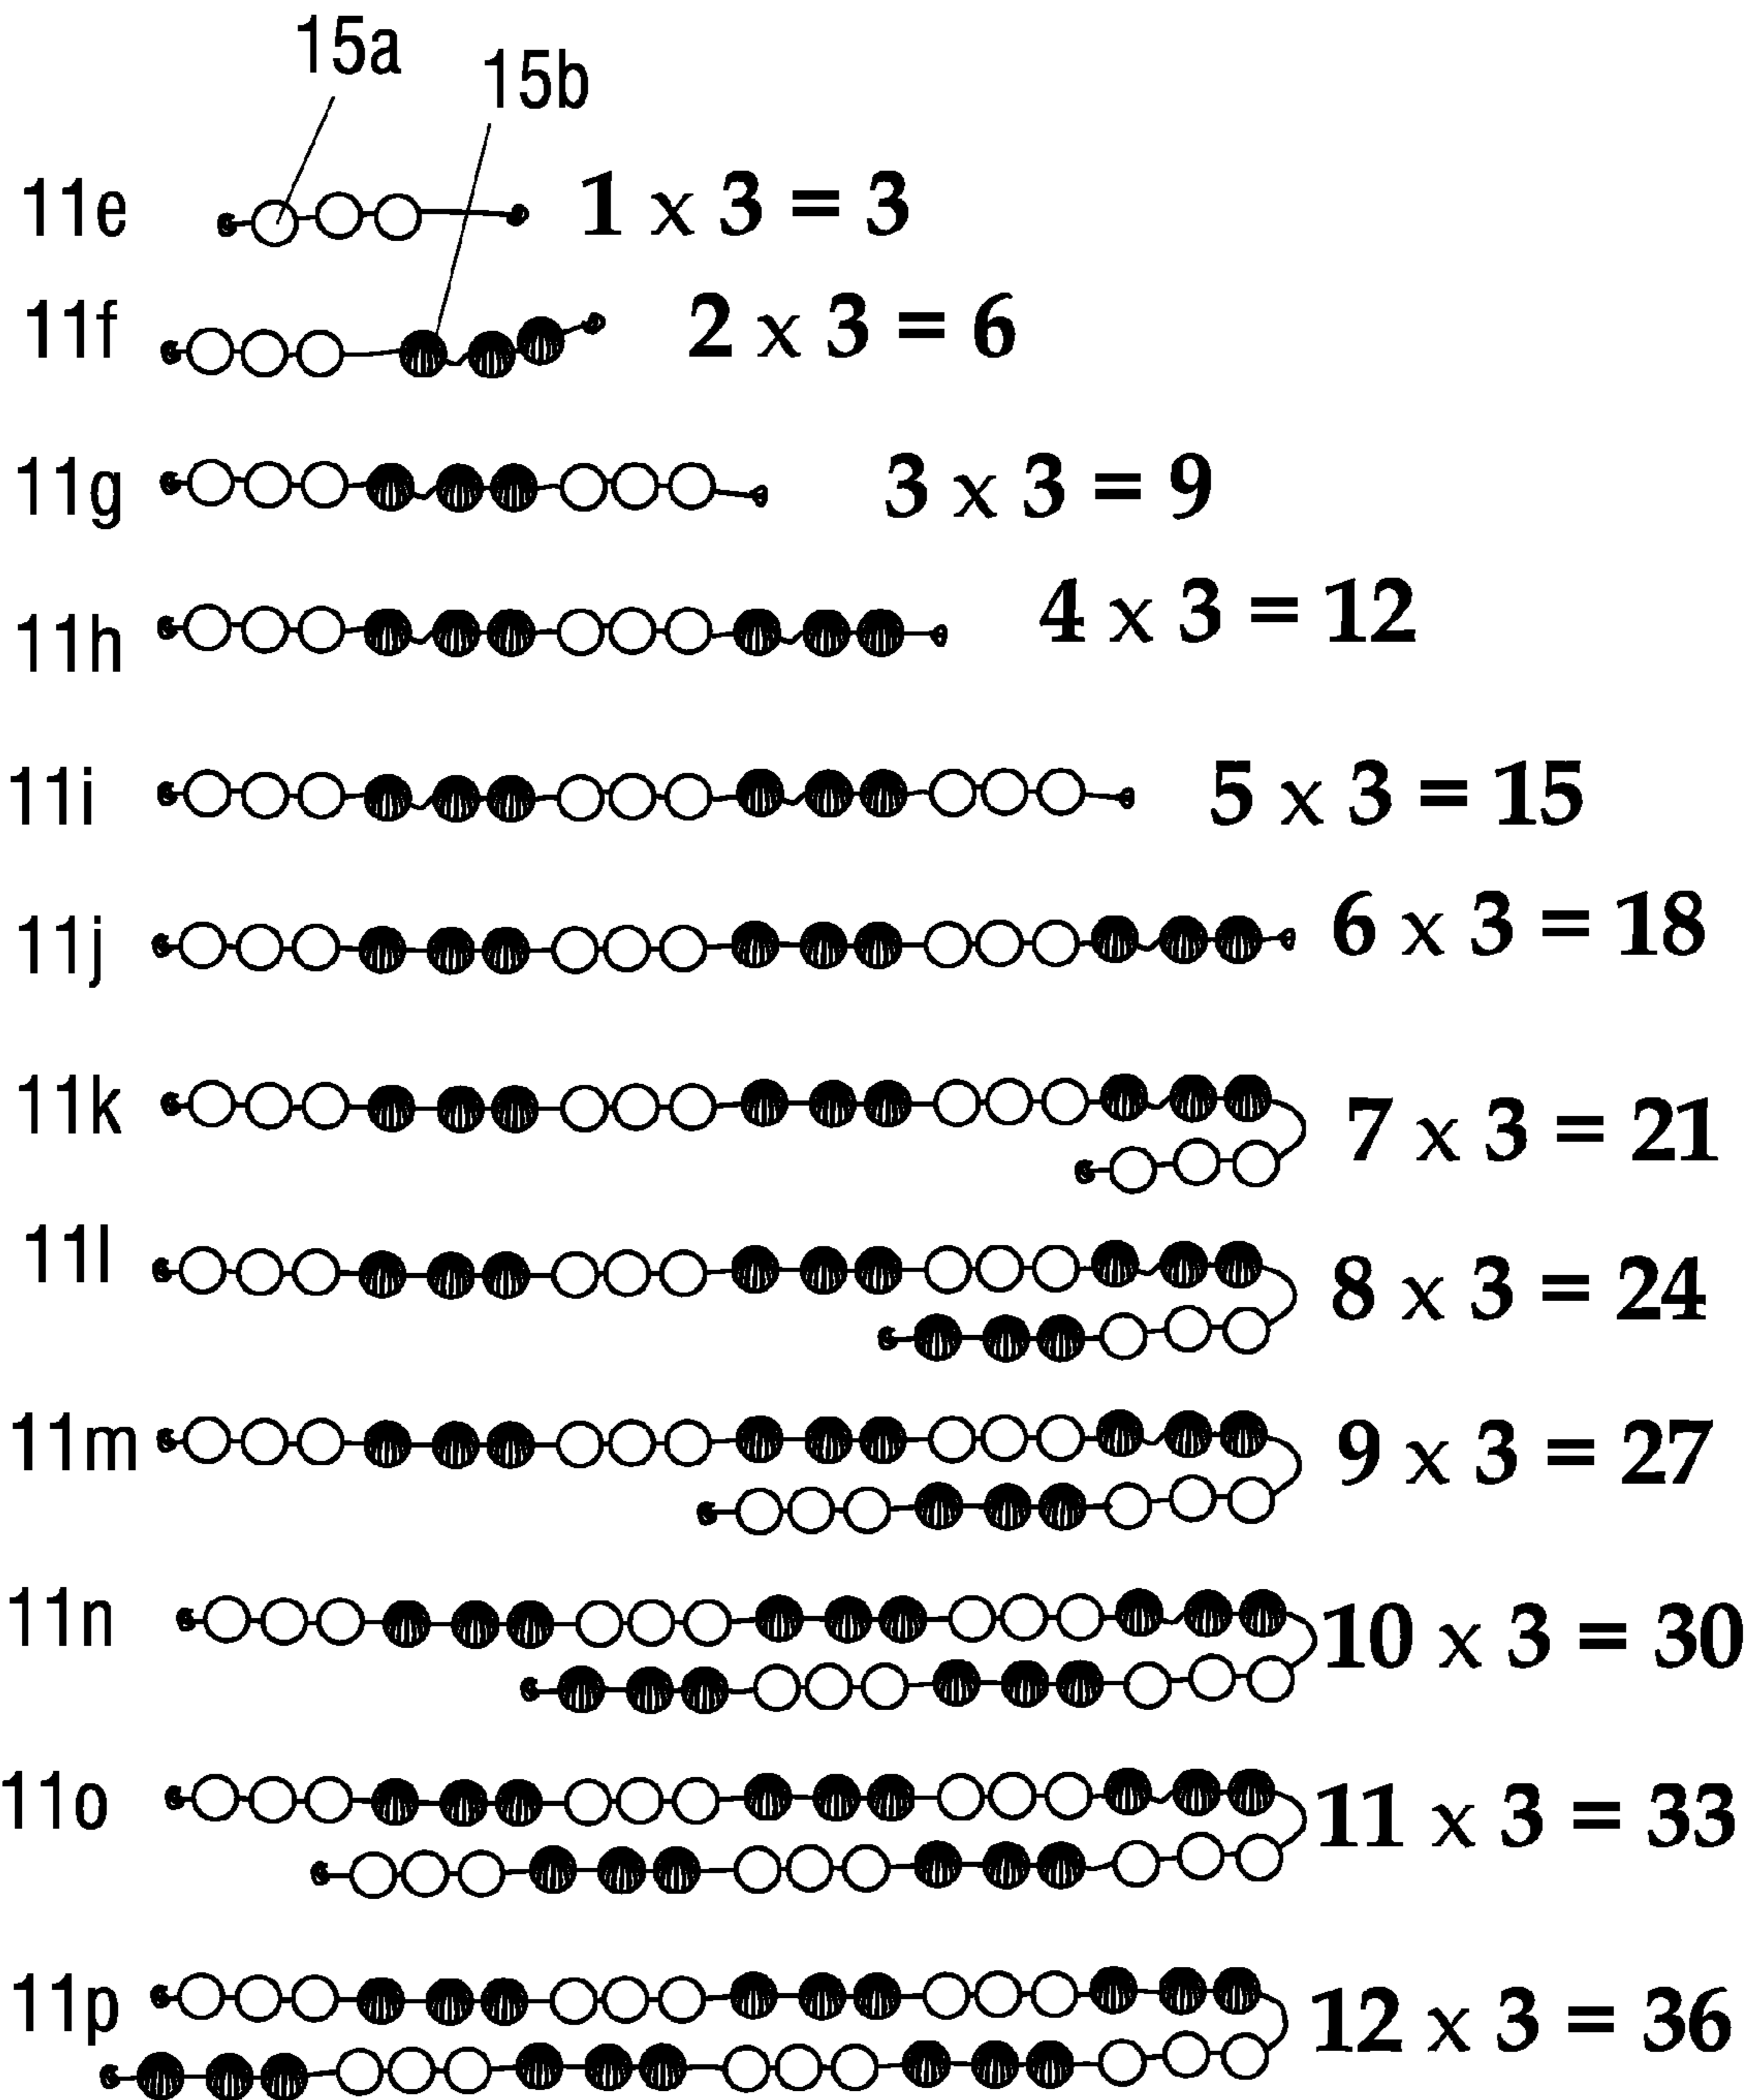 15a
15b
11e 1 x 3 = 3
11f 2 x 3 = 6
11g 3 x 3 = 9
11h 4 x 3 = 12
11i 5 x 3 = 15
11j 6 x 3 = 18
11k 7 x 3 = 21
11l 8 x 3 = 24
11m 9 x 3 = 27
11n 10 x 3 = 30
11o 11 x 3 = 33
11p 12 x 3 = 36